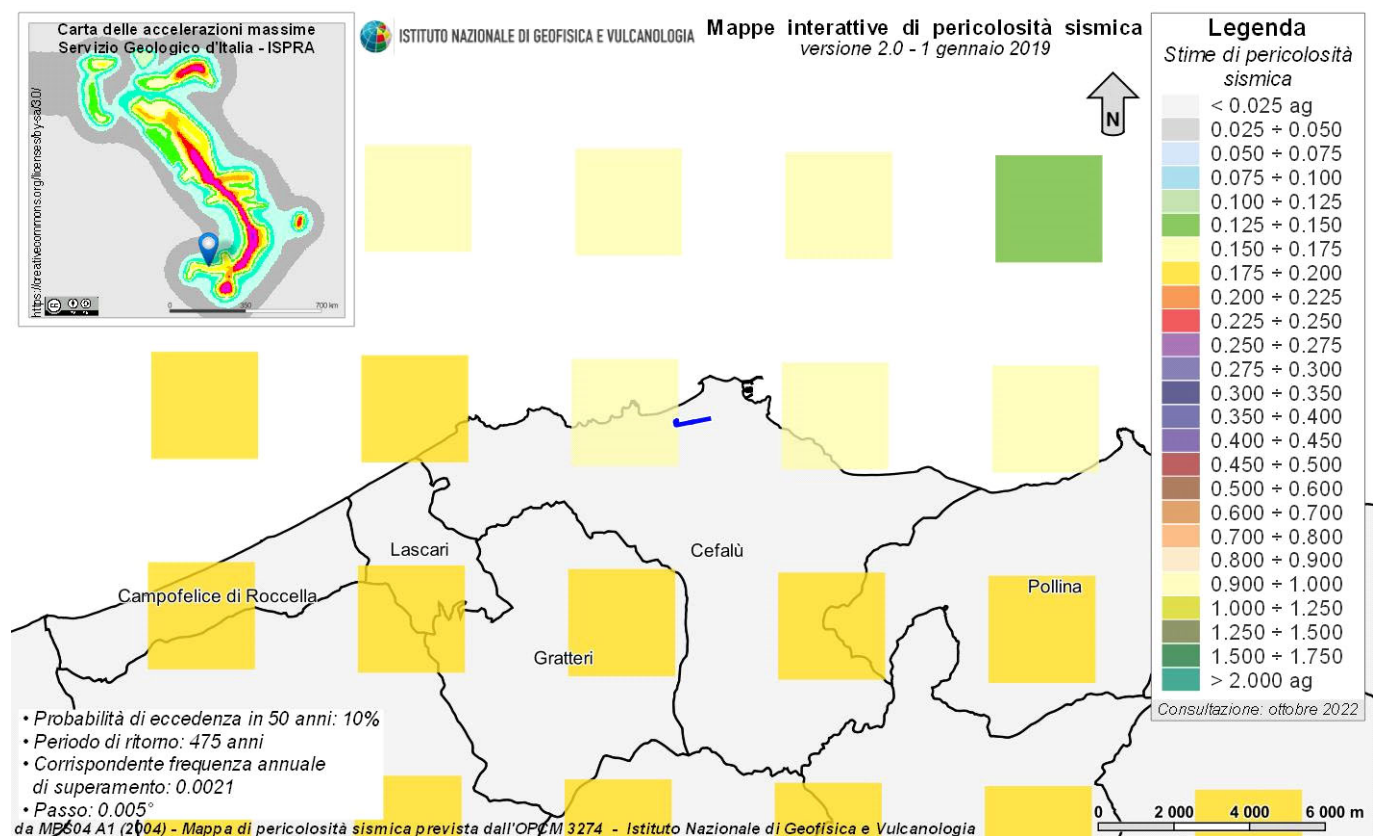 Carta delle accelerazioni massime
Servizio Geologico d'Italia - ISPRA
https://creativecommons.org/licenses/by-sa/3.0/
0 350 700 km
ISTITUTO NAZIONALE DI GEOFISICA E VULCANOLOGIA
Mappe interattive di pericolosità sismica
versione 2.0 - 1 gennaio 2019
N
Legenda
Stime di pericolosità
sismica
< 0.025 ag
0.025 ÷ 0.050
0.050 ÷ 0.075
0.075 ÷ 0.100
0.100 ÷ 0.125
0.125 ÷ 0.150
0.150 ÷ 0.175
0.175 ÷ 0.200
0.200 ÷ 0.225
0.225 ÷ 0.250
0.250 ÷ 0.275
0.275 ÷ 0.300
0.300 ÷ 0.350
0.350 ÷ 0.400
0.400 ÷ 0.450
0.450 ÷ 0.500
0.500 ÷ 0.600
0.600 ÷ 0.700
0.700 ÷ 0.800
0.800 ÷ 0.900
0.900 ÷ 1.000
1.000 ÷ 1.250
1.250 ÷ 1.500
1.500 ÷ 1.750
> 2.000 ag
Consultazione: ottobre 2022
Lascari
Cefalù
Campofelice di Roccella
Pollina
Gratteri
• Probabilità di eccedenza in 50 anni: 10%
• Periodo di ritorno: 475 anni
• Corrispondente frequenza annuale
di superamento: 0.0021
• Passo: 0.005°
0 2 000 4 000 6 000 m
da MPS04 A1 (2004) - Mappa di pericolosità sismica prevista dall'OPCM 3274 - Istituto Nazionale di Geofisica e Vulcanologia